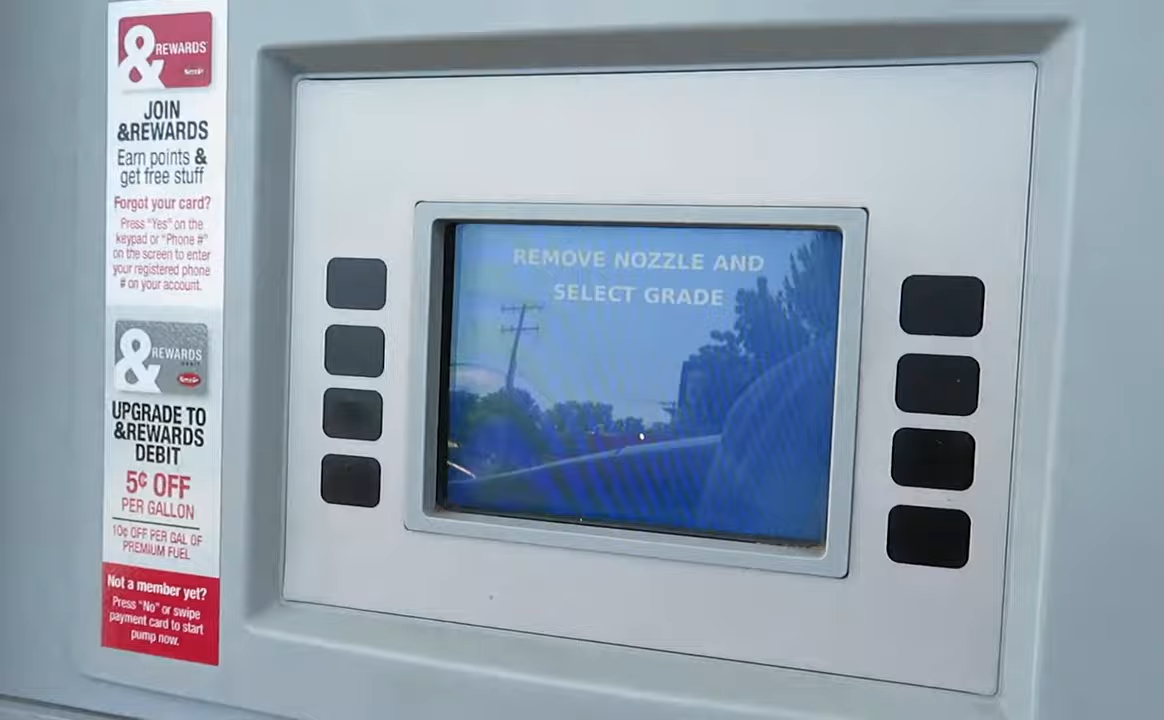 & REWARDS
JOIN
&REWARDS
Earn points &
get free stuff
Forgot your card?
Press "Yes" on the
keypad or "Phone #"
on the screen to enter
your registered phone
# on your account.
& REWARDS
UPGRADE TO
&REWARDS
DEBIT
5¢ OFF
PER GALLON
10¢ OFF PER GAL OF
PREMIUM FUEL
Not a member yet?
Press "No" or swipe
payment card to start
pump now.
REMOVE NOZZLE AND
SELECT GRADE